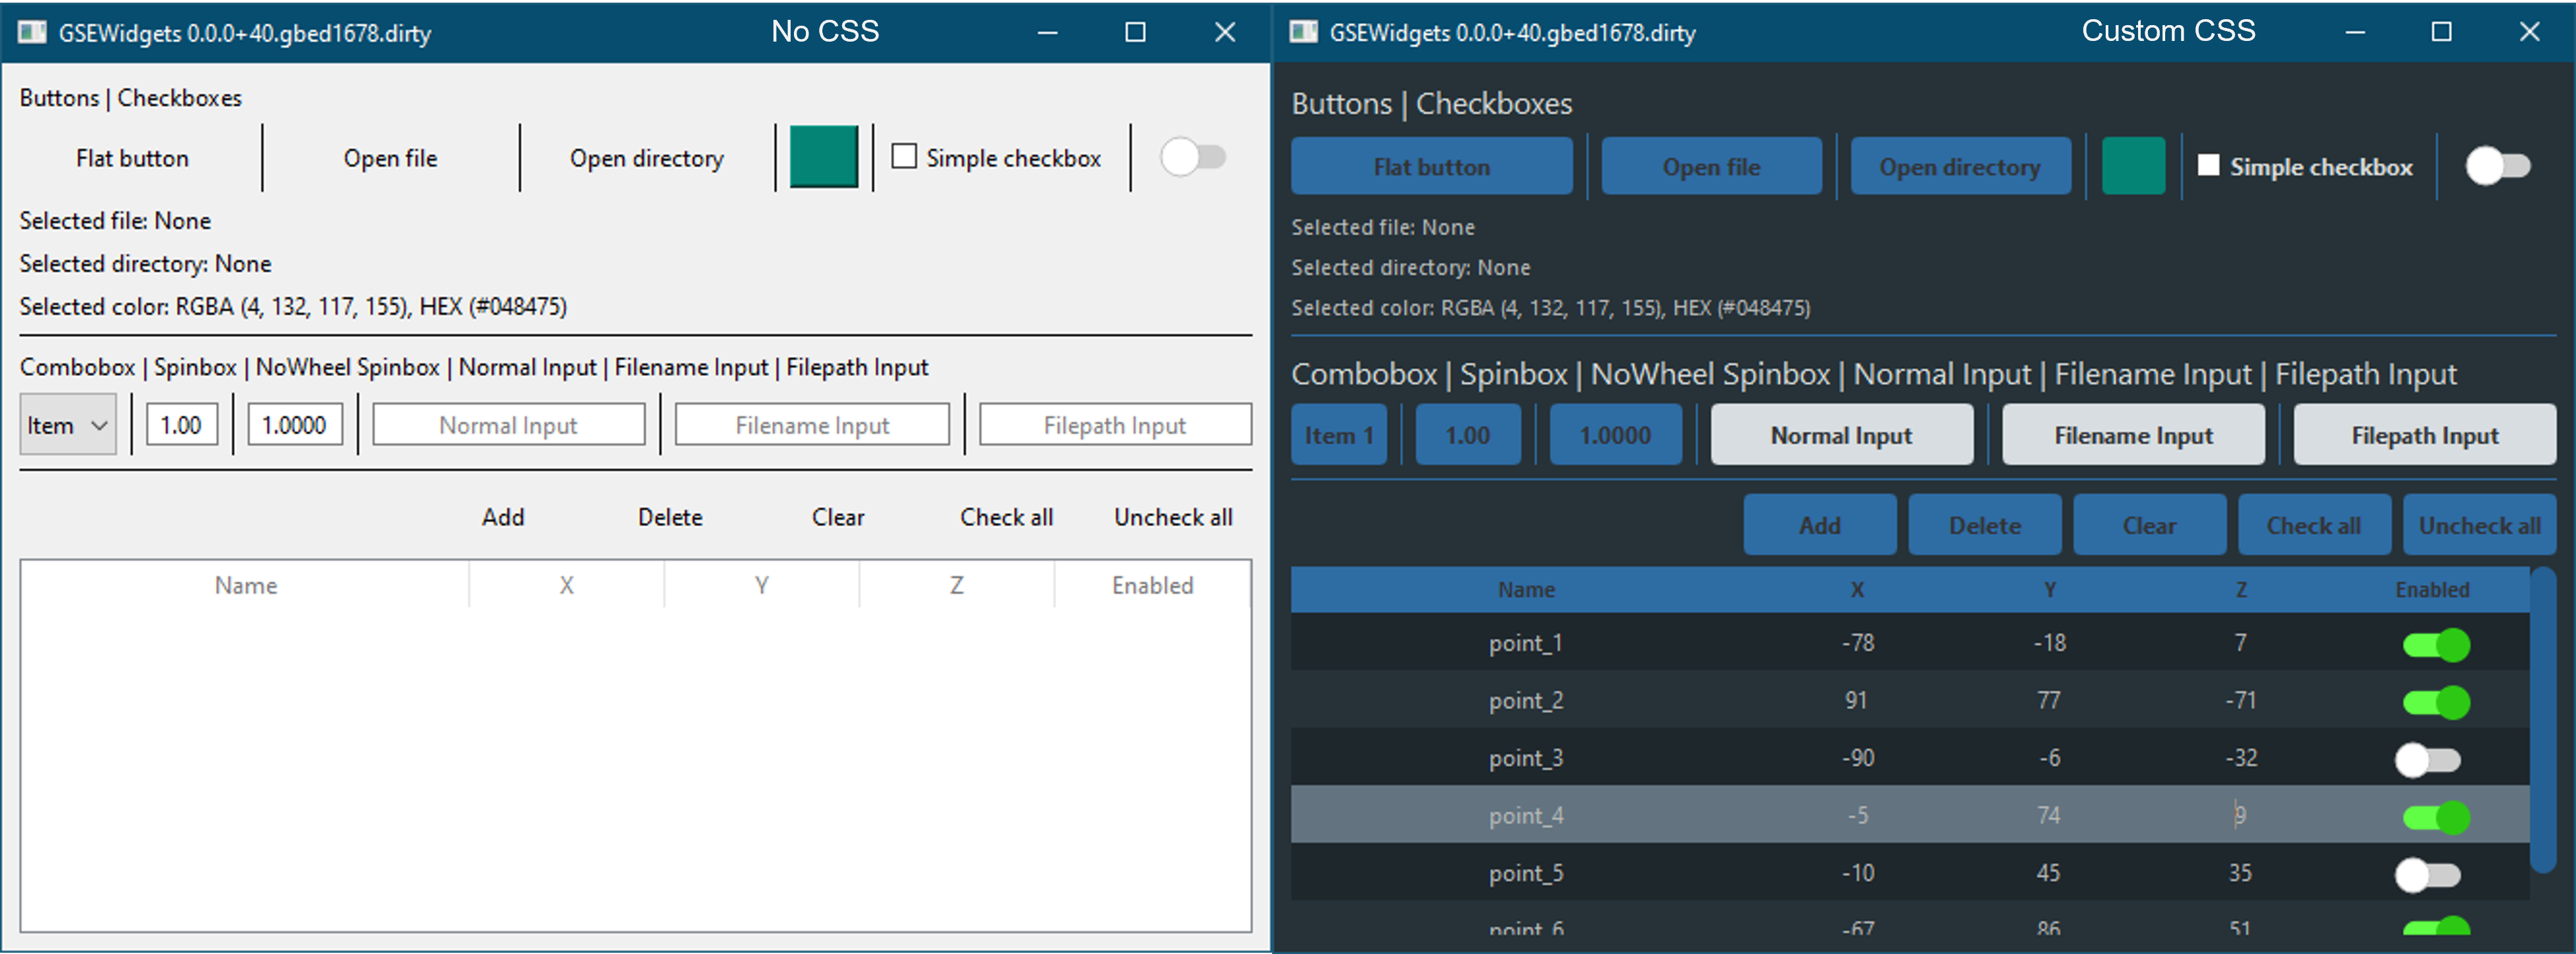 GSEWidgets 0.0.0+40.gbed1678.dirty No CSS
Buttons | Checkboxes
Flat button Open file Open directory Simple checkbox
Selected file: None
Selected directory: None
Selected color: RGBA (4, 132, 117, 155), HEX (#048475)
Combobox | Spinbox | NoWheel Spinbox | Normal Input | Filename Input | Filepath Input
Item 1.00 1.0000 Normal Input Filename Input Filepath Input
Add Delete Clear Check all Uncheck all
Name X Y Z Enabled
GSEWidgets 0.0.0+40.gbed1678.dirty Custom CSS
Buttons | Checkboxes
Flat button Open file Open directory Simple checkbox
Selected file: None
Selected directory: None
Selected color: RGBA (4, 132, 117, 155), HEX (#048475)
Combobox | Spinbox | NoWheel Spinbox | Normal Input | Filename Input | Filepath Input
Item 1 1.00 1.0000 Normal Input Filename Input Filepath Input
Add Delete Clear Check all Uncheck all
Name X Y Z Enabled
point_1 -78 -18 7
point_2 91 77 -71
point_3 -90 -6 -32
point_4 -5 74 9
point_5 -10 45 35
point_6 -67 86 51